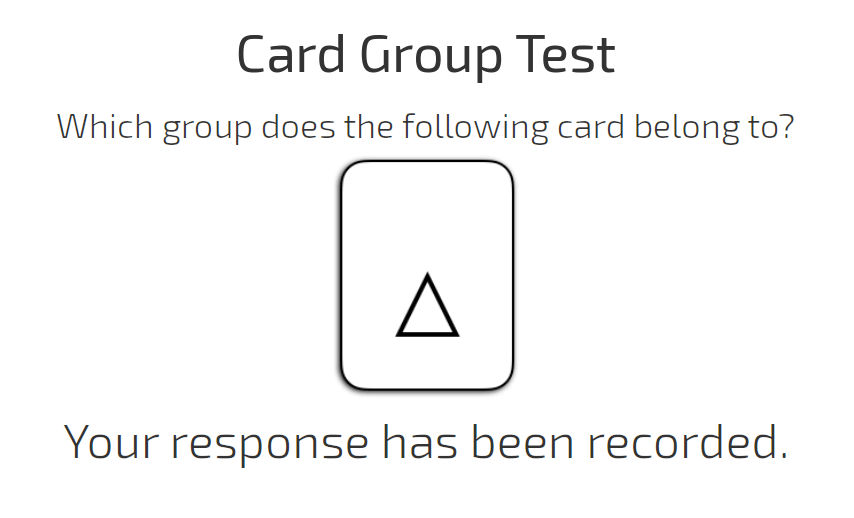 Card Group Test
Which group does the following card belong to?
Your response has been recorded.